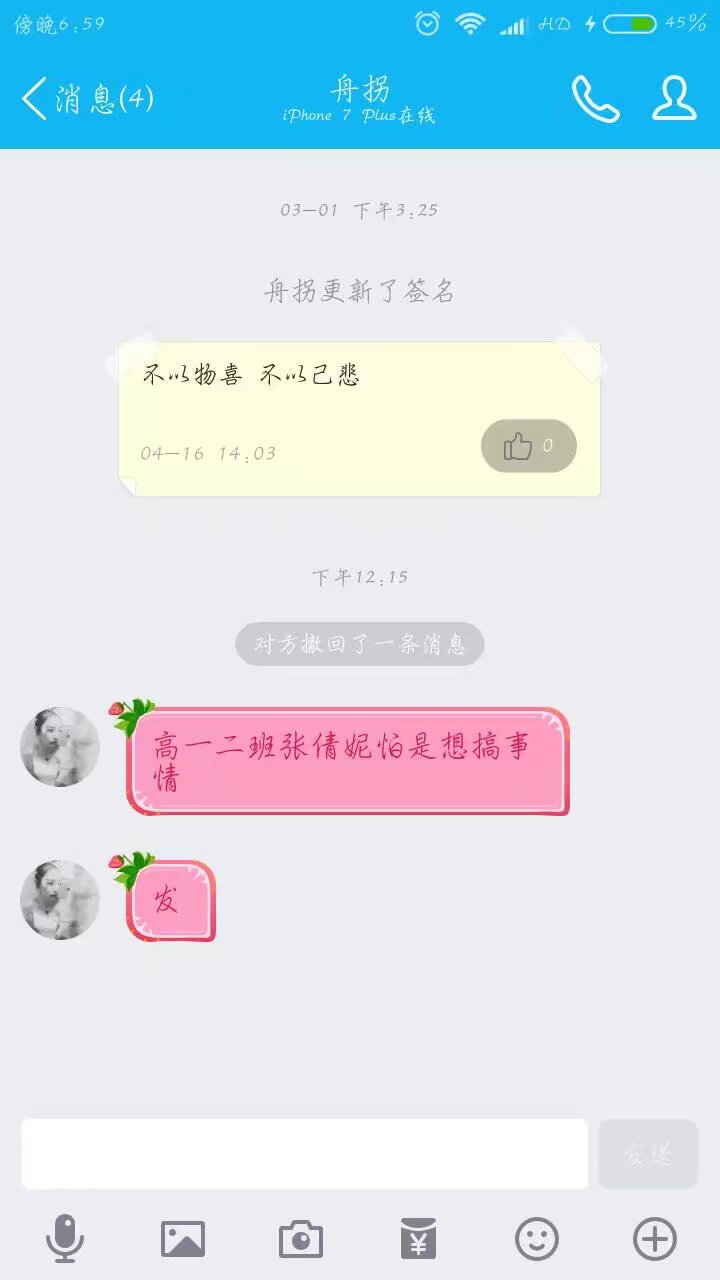 傍晚6:59
HD
45%
消息(4)
舟拐
iPhone 7 Plus在线
03-01 下午3:25
舟拐更新了签名
不以物喜 不以己悲
04-16 14:03
0
下午12:15
对方撤回了一条消息
高一二班张倩妮怕是想搞事
情
发
发送
¥